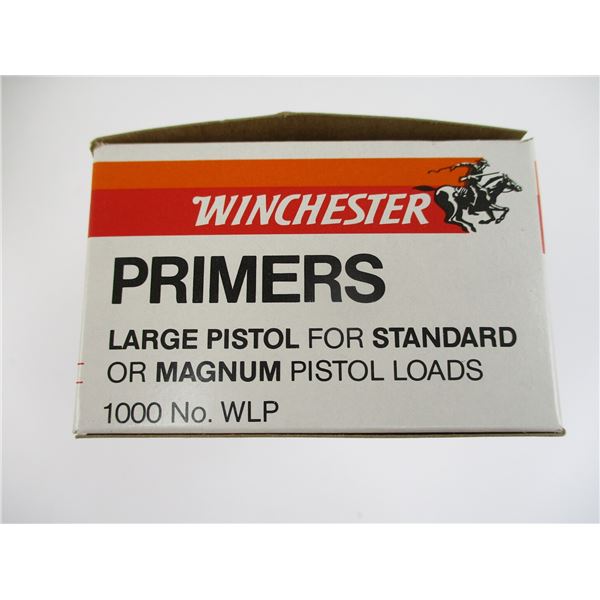 WINCHESTER
PRIMERS
LARGE PISTOL FOR STANDARD
OR MAGNUM PISTOL LOADS
1000 No. WLP